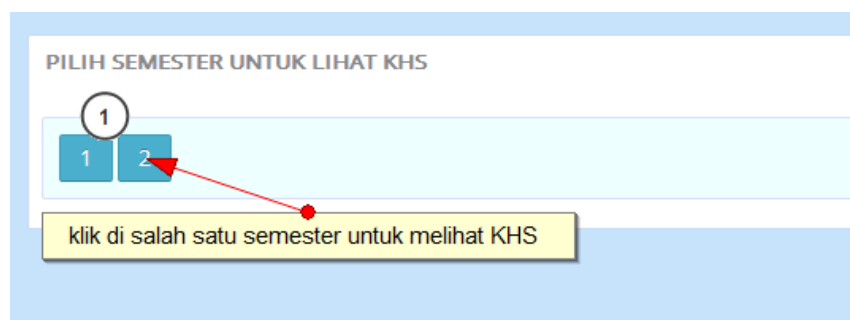 PILIH SEMESTER UNTUK LIHAT KHS
1
1 2
klik di salah satu semester untuk melihat KHS